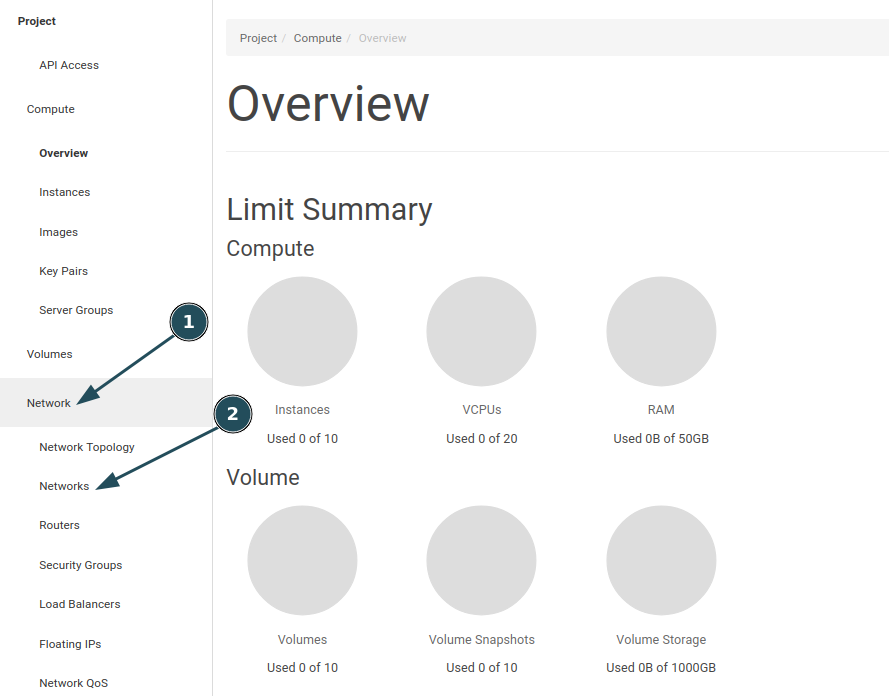 Project
API Access
Compute
Overview
Instances
Images
Key Pairs
Server Groups
1
Volumes
Network
2
Network Topology
Networks
Routers
Security Groups
Load Balancers
Floating IPs
Network QoS
Project / Compute / Overview
Overview
Limit Summary
Compute
Instances VCPUs RAM
Used 0 of 10 Used 0 of 20 Used 0B of 50GB
Volume
Volumes Volume Snapshots Volume Storage
Used 0 of 10 Used 0 of 10 Used 0B of 1000GB